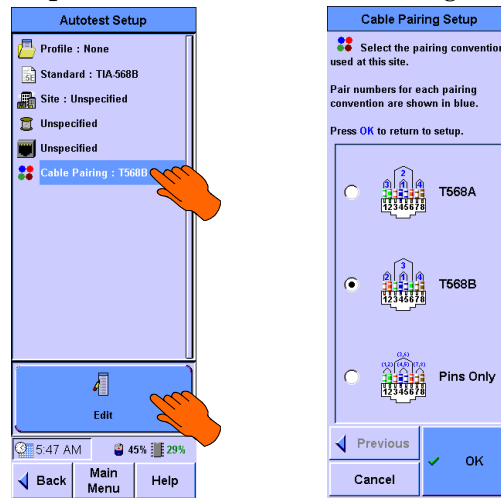 Autotest Setup
Profile : None
Standard : TIA-568B
Site : Unspecified
Unspecified
Unspecified
Cable Pairing : T568B
Edit
5:47 AM 45% 29%
Back
Main
Menu
Help
Cable Pairing Setup
Select the pairing convention
used at this site.
Pair numbers for each pairing
convention are shown in blue.
Press OK to return to setup.
2
3 1 4
12345678
T568A
3
2 1 4
12345678
T568B
(3,6)
(1,2) (4,5) (7,8)
12345678
Pins Only
Previous
Cancel
OK